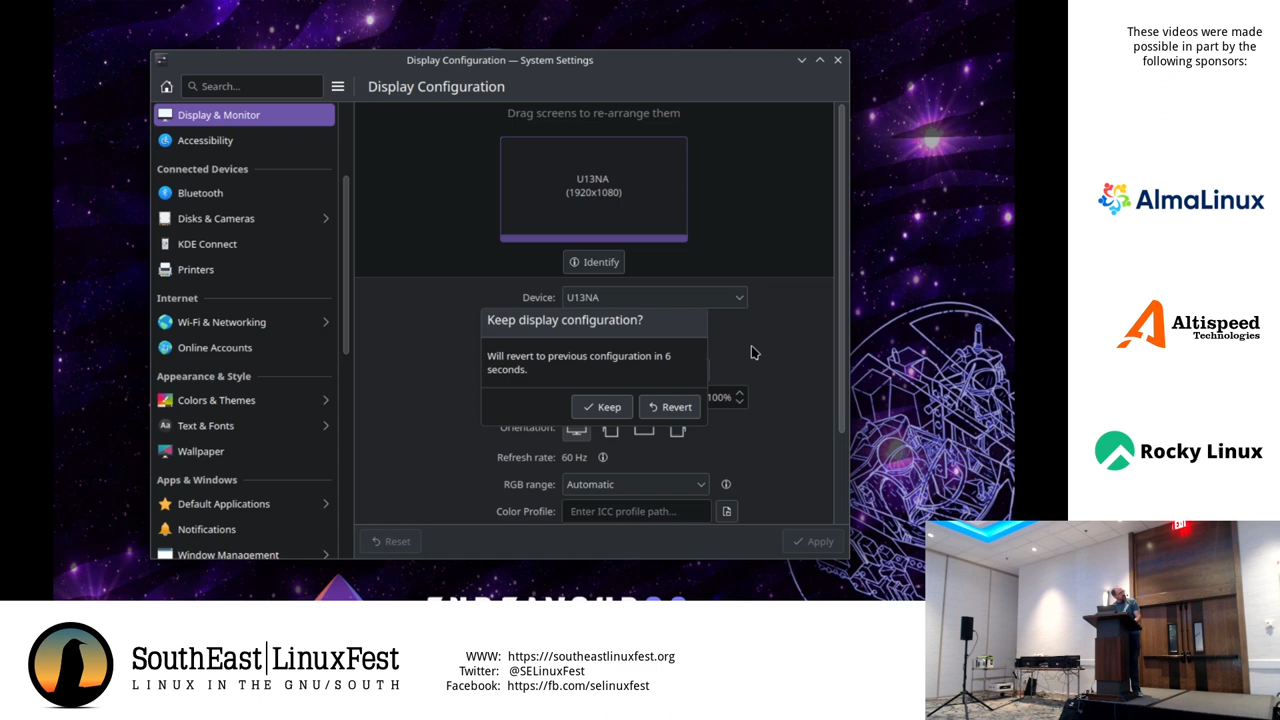 Display Configuration — System Settings
Search...
Display Configuration
Display & Monitor
Accessibility
Connected Devices
Bluetooth
Disks & Cameras
KDE Connect
Printers
Internet
Wi-Fi & Networking
Online Accounts
Appearance & Style
Colors & Themes
Aa Text & Fonts
Wallpaper
Apps & Windows
Default Applications
Notifications
Window Management
Drag screens to re-arrange them
U13NA
(1920x1080)
Identify
Device: U13NA
Keep display configuration?
Will revert to previous configuration in 6
seconds.
Keep
Revert
100%
Orientation:
Refresh rate: 60 Hz
RGB range: Automatic
Color Profile: Enter ICC profile path...
Reset
Apply
These videos were made
possible in part by the
following sponsors:
AlmaLinux
Altispeed
Technologies
Rocky Linux
EXIT
SouthEast LinuxFest
LINUX IN THE GNU/SOUTH
WWW: https:///southeastlinuxfest.org
Twitter: @SELinuxFest
Facebook: https://fb.com/selinuxfest